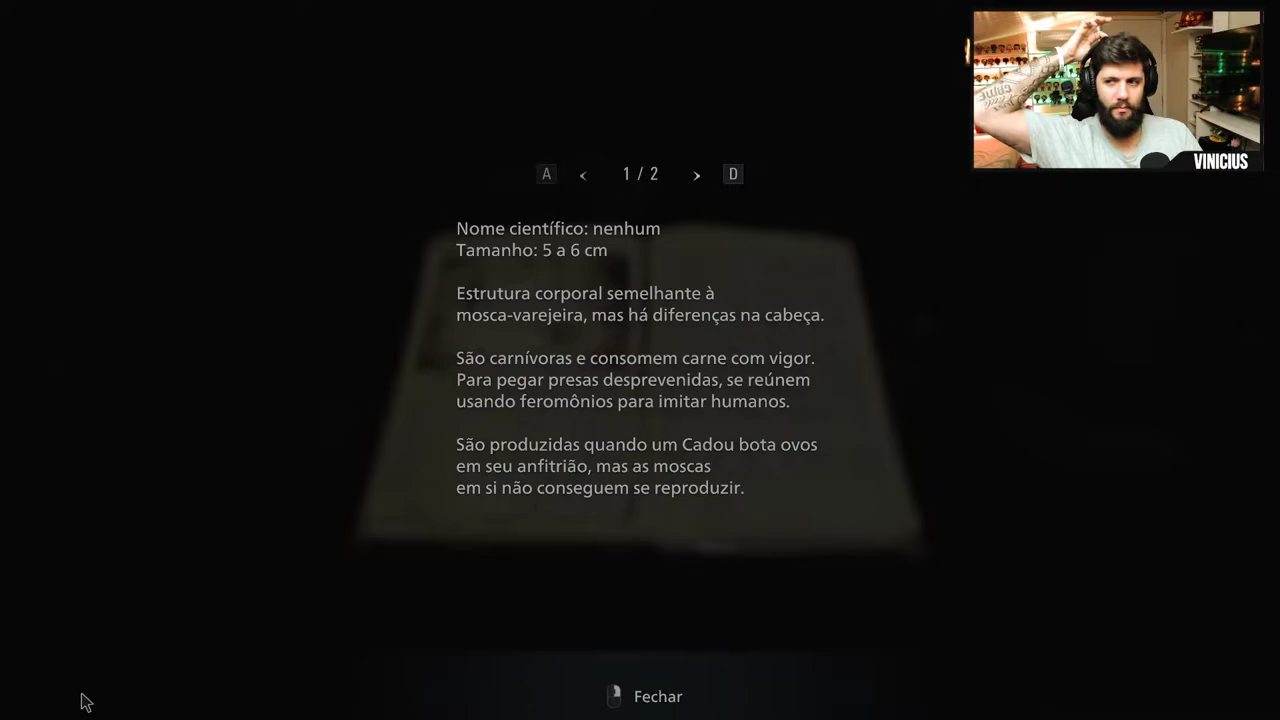 VINICIUS
A < 1 / 2 > D
Nome científico: nenhum
Tamanho: 5 a 6 cm
Estrutura corporal semelhante à
mosca-varejeira, mas há diferenças na cabeça.
São carnívoras e consomem carne com vigor.
Para pegar presas desprevenidas, se reúnem
usando feromônios para imitar humanos.
São produzidas quando um Cadou bota ovos
em seu anfitrião, mas as moscas
em si não conseguem se reproduzir.
Fechar